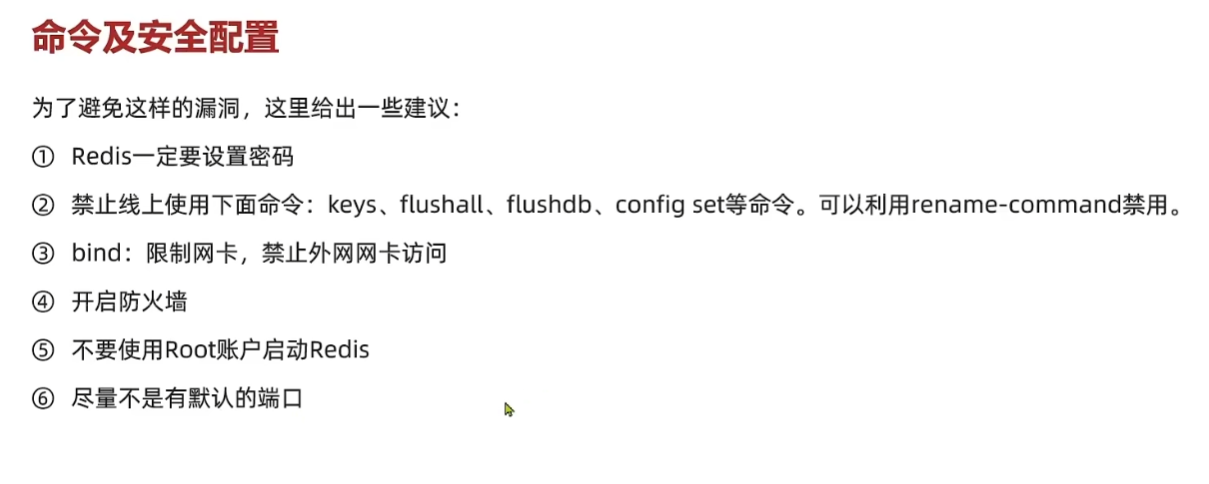 命令及安全配置
为了避免这样的漏洞，这里给出一些建议：
① Redis一定要设置密码
② 禁止线上使用下面命令：keys、flushall、flushdb、config set等命令。可以利用rename-command禁用。
③ bind：限制网卡，禁止外网网卡访问
④ 开启防火墙
⑤ 不要使用Root账户启动Redis
⑥ 尽量不是有默认的端口